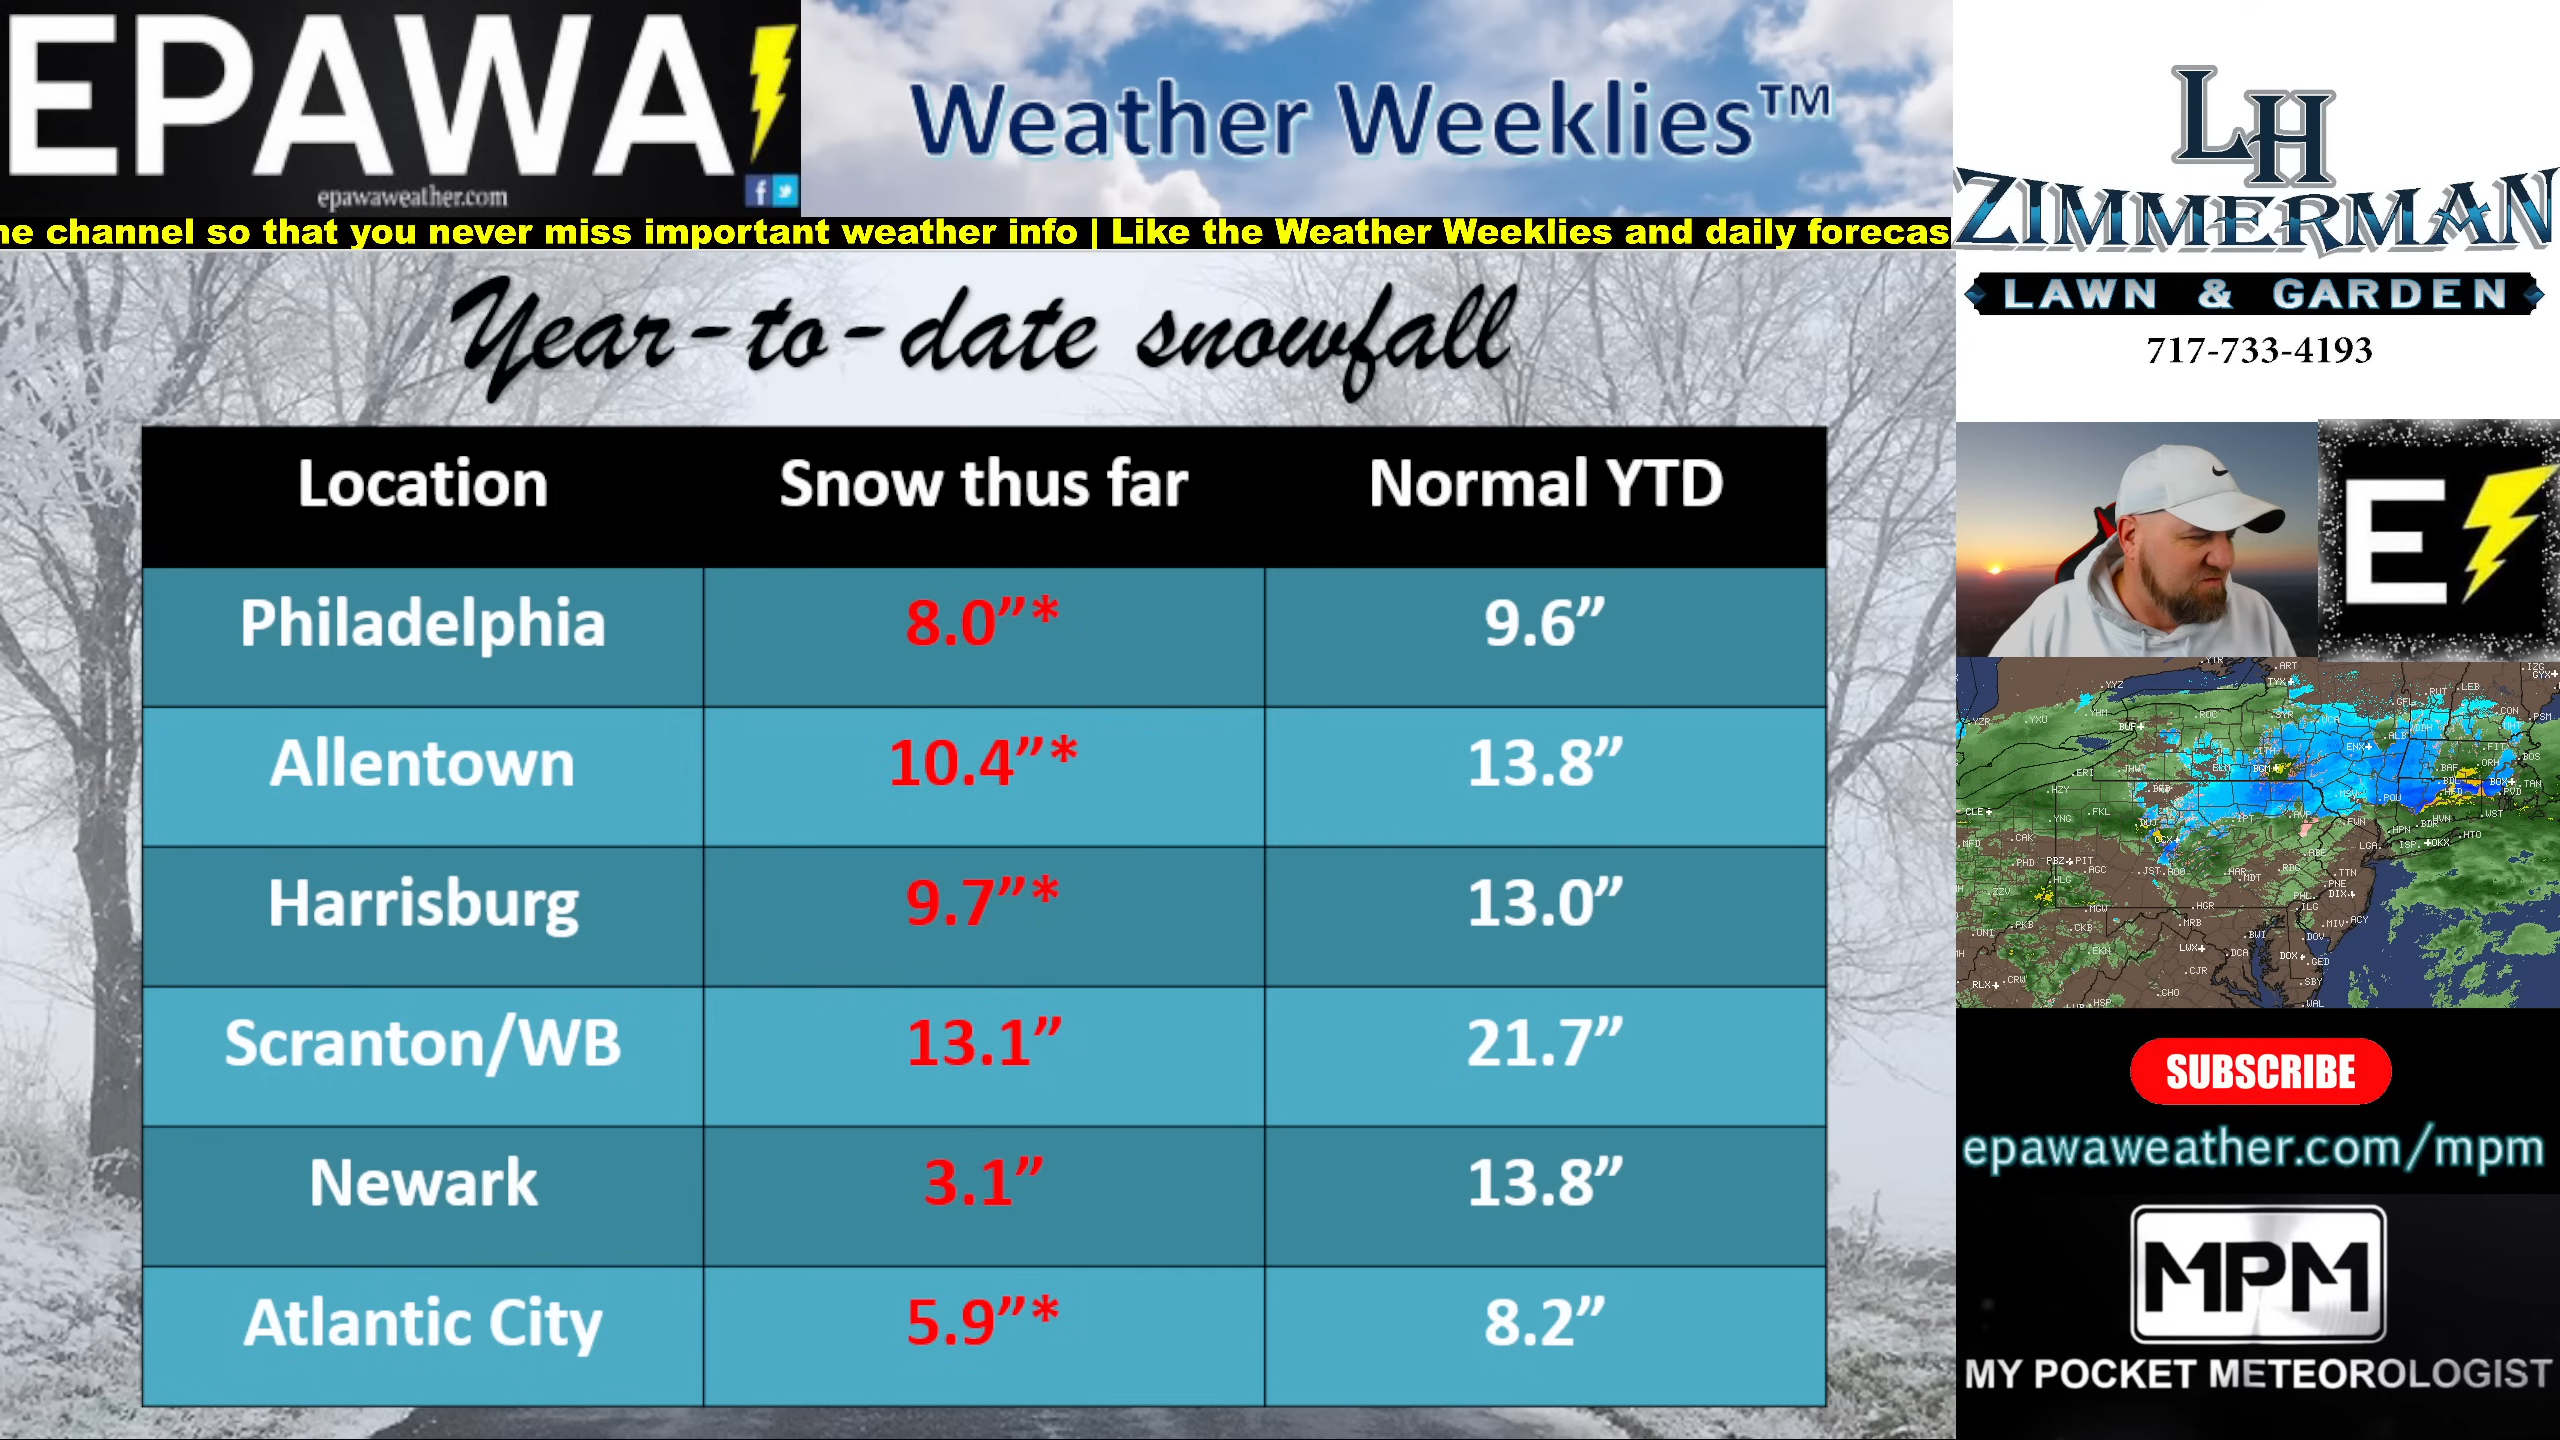 EPAWA
epawaweather.com
Weather Weeklies™
channel so that you never miss important weather info | Like the Weather Weeklies and daily
LH
ZIMMERMAN
LAWN & GARDEN
717-733-4193
Year-to-date snowfall
Location Snow thus far Normal YTD
Philadelphia 8.0”* 9.6”
Allentown 10.4”* 13.8”
Harrisburg 9.7”* 13.0”
Scranton/WB 13.1” 21.7”
Newark 3.1” 13.8”
Atlantic City 5.9”* 8.2”
E
SUBSCRIBE
epawaweather.com/mpm
MPM
MY POCKET METEOROLOGIST